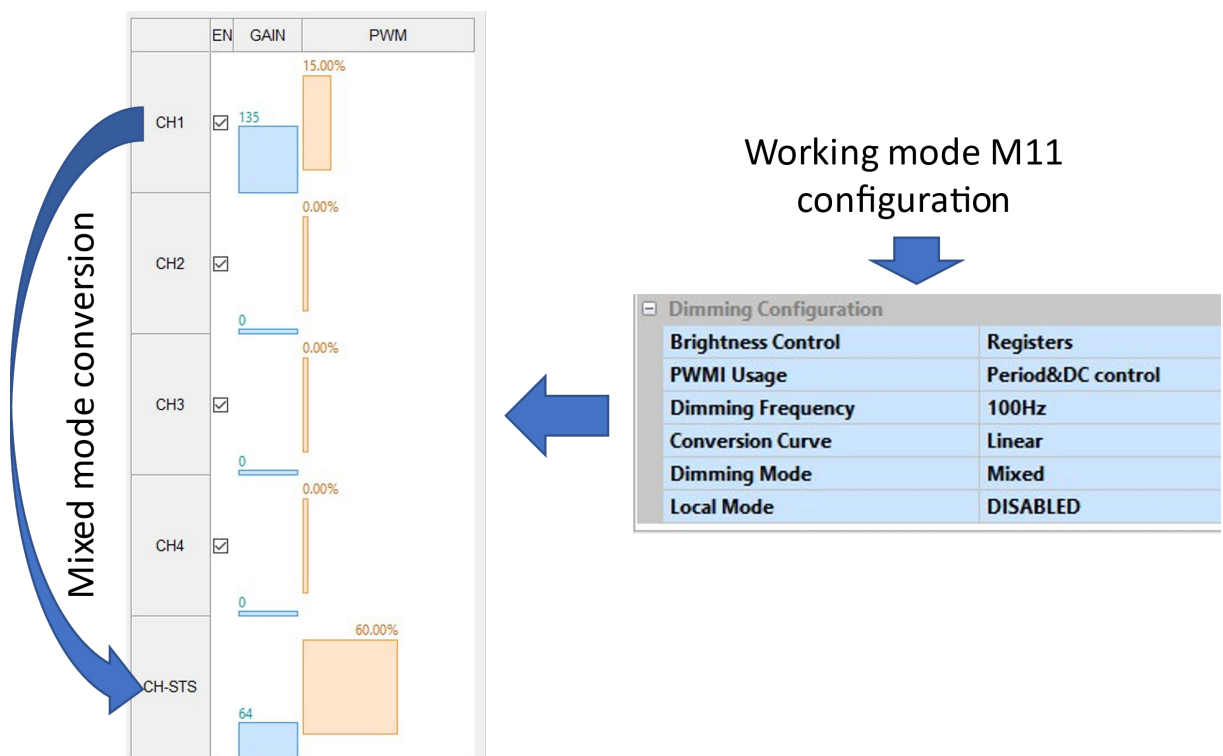 EN GAIN PWM
15.00%
CH1 135
0.00%
CH2
0
0.00%
CH3
0
0.00%
CH4
0
60.00%
CH-STS
64
Mixed mode conversion
Working mode M11
configuration
Dimming Configuration
Brightness Control Registers
PWMI Usage Period&DC control
Dimming Frequency 100Hz
Conversion Curve Linear
Dimming Mode Mixed
Local Mode DISABLED